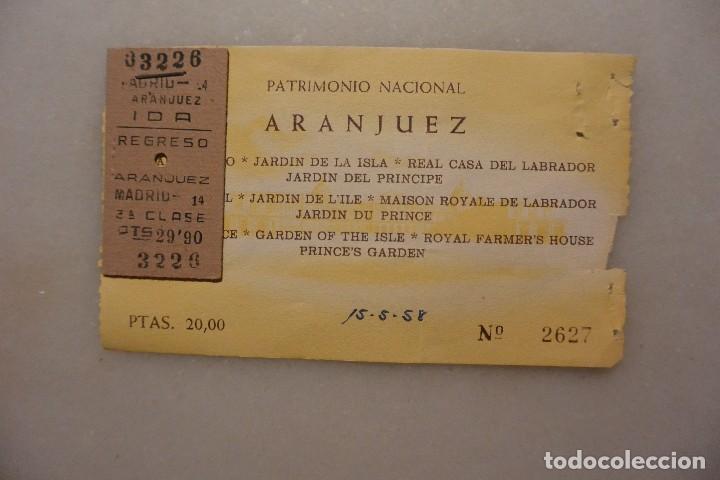 03226
MADRID- 14
ARANJUEZ
IDA
REGRESO
A
ARANJUEZ
MADRID- 14
3ª CLASE
PTS 29'90
3226
PATRIMONIO NACIONAL
ARANJUEZ
O * JARDIN DE LA ISLA * REAL CASA DEL LABRADOR
JARDIN DEL PRINCIPE
L * JARDIN DE L'ILE * MAISON ROYALE DE LABRADOR
JARDIN DU PRINCE
CE * GARDEN OF THE ISLE * ROYAL FARMER'S HOUSE
PRINCE'S GARDEN
PTAS. 20,00
15-5-58
Nº 2627
todocoleccion